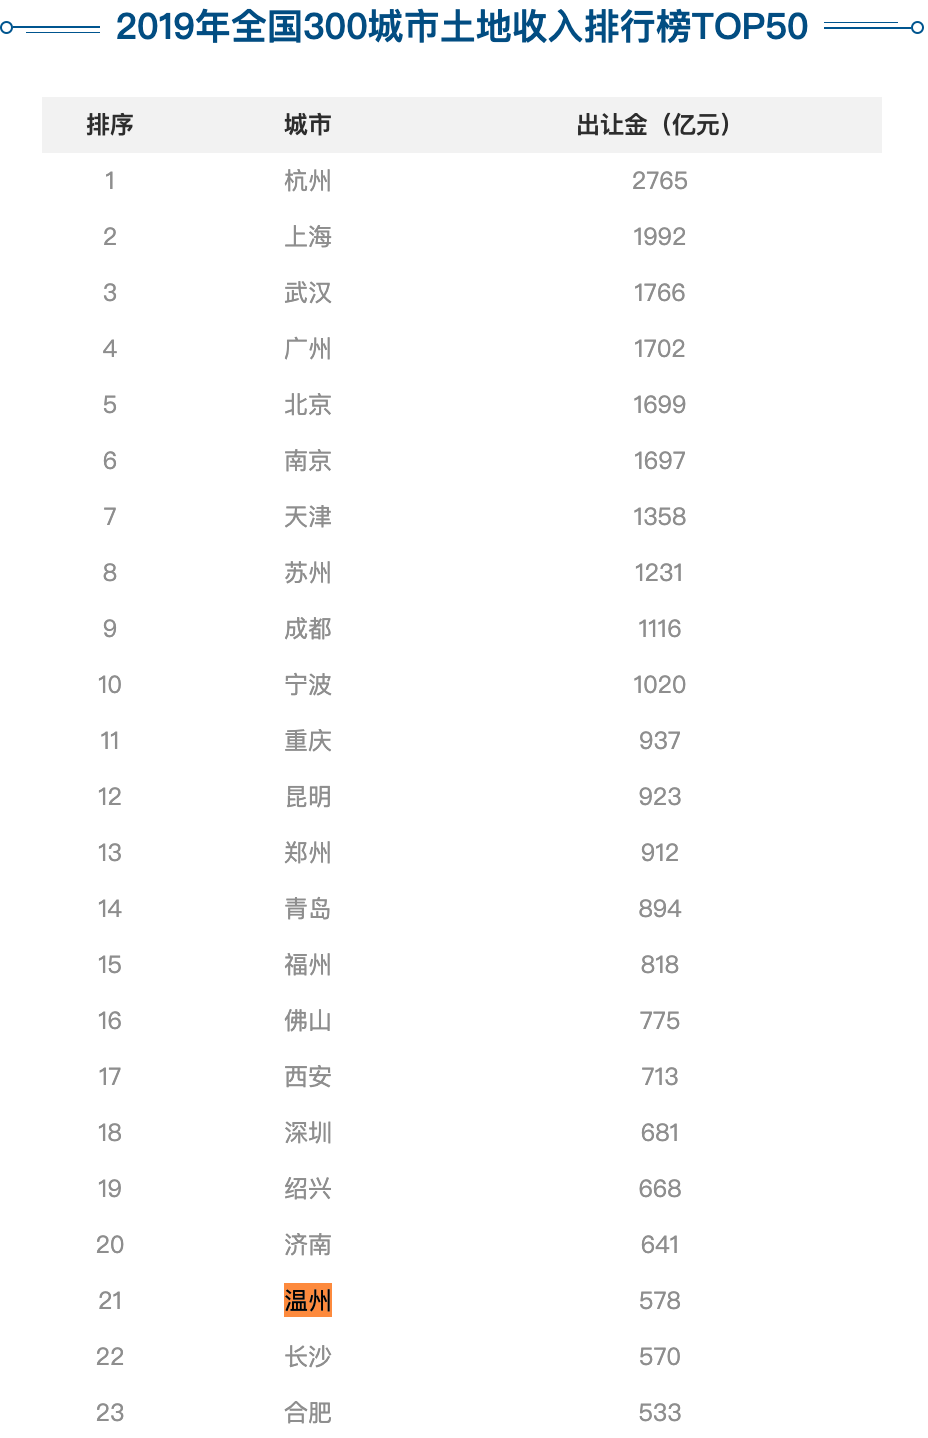 2019年全国300城市土地收入排行榜TOP50
排序 城市 出让金（亿元）
1 杭州 2765
2 上海 1992
3 武汉 1766
4 广州 1702
5 北京 1699
6 南京 1697
7 天津 1358
8 苏州 1231
9 成都 1116
10 宁波 1020
11 重庆 937
12 昆明 923
13 郑州 912
14 青岛 894
15 福州 818
16 佛山 775
17 西安 713
18 深圳 681
19 绍兴 668
20 济南 641
21 温州 578
22 长沙 570
23 合肥 533